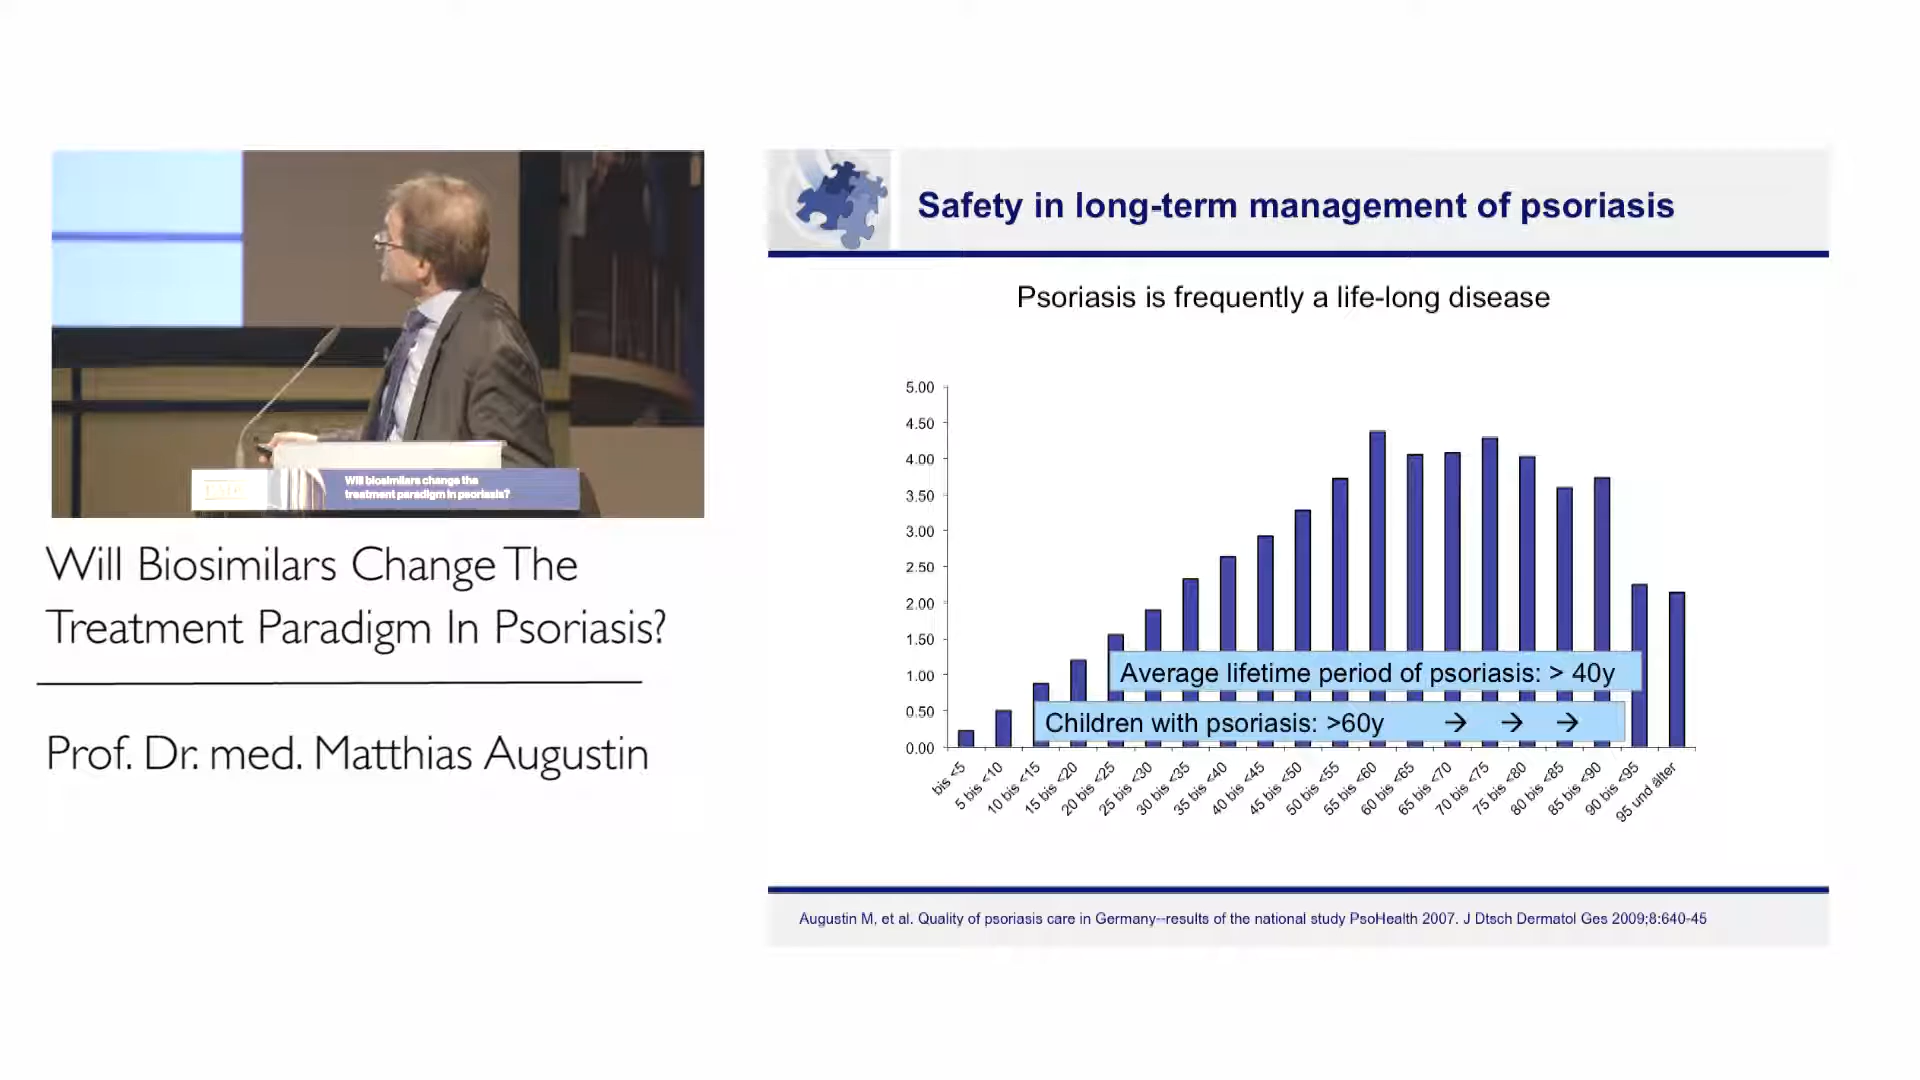 Will biosimilars change the
treatment paradigm in psoriasis?
Will Biosimilars Change The
Treatment Paradigm In Psoriasis?
Prof. Dr. med. Matthias Augustin
Safety in long-term management of psoriasis
Psoriasis is frequently a life-long disease
5.00
4.50
4.00
3.50
3.00
2.50
2.00
1.50
1.00
0.50
0.00
Average lifetime period of psoriasis: > 40y
Children with psoriasis: >60y → → →
bis <5
5 bis <10
10 bis <15
15 bis <20
20 bis <25
25 bis <30
30 bis <35
35 bis <40
40 bis <45
45 bis <50
50 bis <55
55 bis <60
60 bis <65
65 bis <70
70 bis <75
75 bis <80
80 bis <85
85 bis <90
90 bis <95
95 und älter
Augustin M, et al. Quality of psoriasis care in Germany--results of the national study PsoHealth 2007. J Dtsch Dermatol Ges 2009;8:640-45